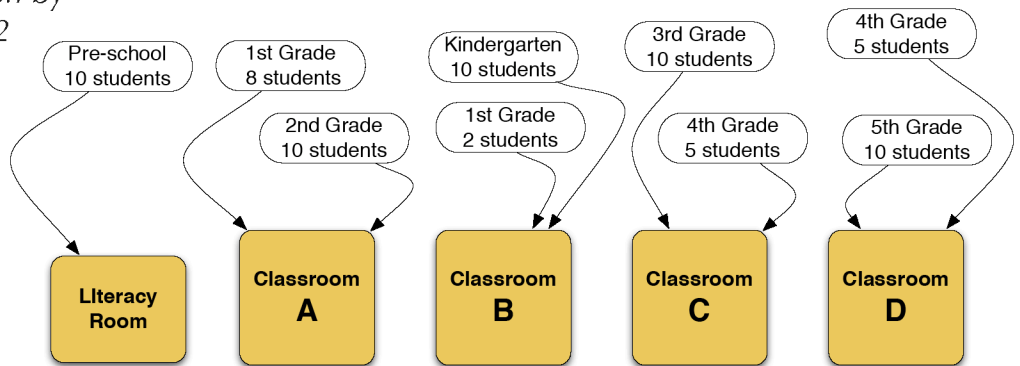 2
Pre-school
10 students
1st Grade
8 students
2nd Grade
10 students
Kindergarten
10 students
1st Grade
2 students
3rd Grade
10 students
4th Grade
5 students
4th Grade
5 students
5th Grade
10 students
LIteracy
Room
Classroom
A
Classroom
B
Classroom
C
Classroom
D